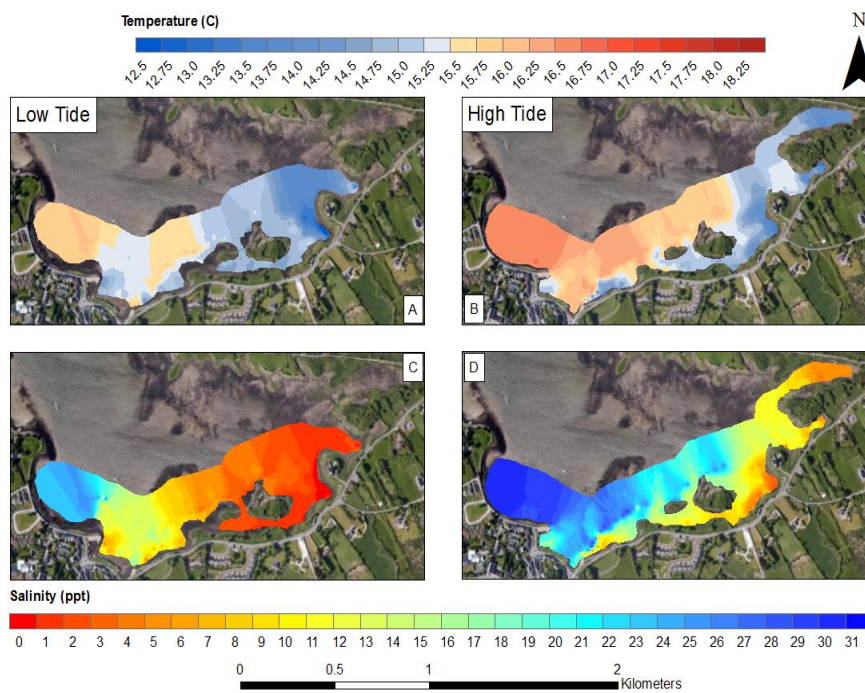 Temperature (C)
N
12.5 12.75 13.0 13.25 13.5 13.75 14.0 14.25 14.5 14.75 15.0 15.25 15.5 15.75 16.0 16.25 16.5 16.75 17.0 17.25 17.5 17.75 18.0 18.25
Low Tide
High Tide
A
B
C
D
Salinity (ppt)
0 1 2 3 4 5 6 7 8 9 10 11 12 13 14 15 16 17 18 19 20 21 22 23 24 25 26 27 28 29 30 31
0 0.5 1 2
Kilometers